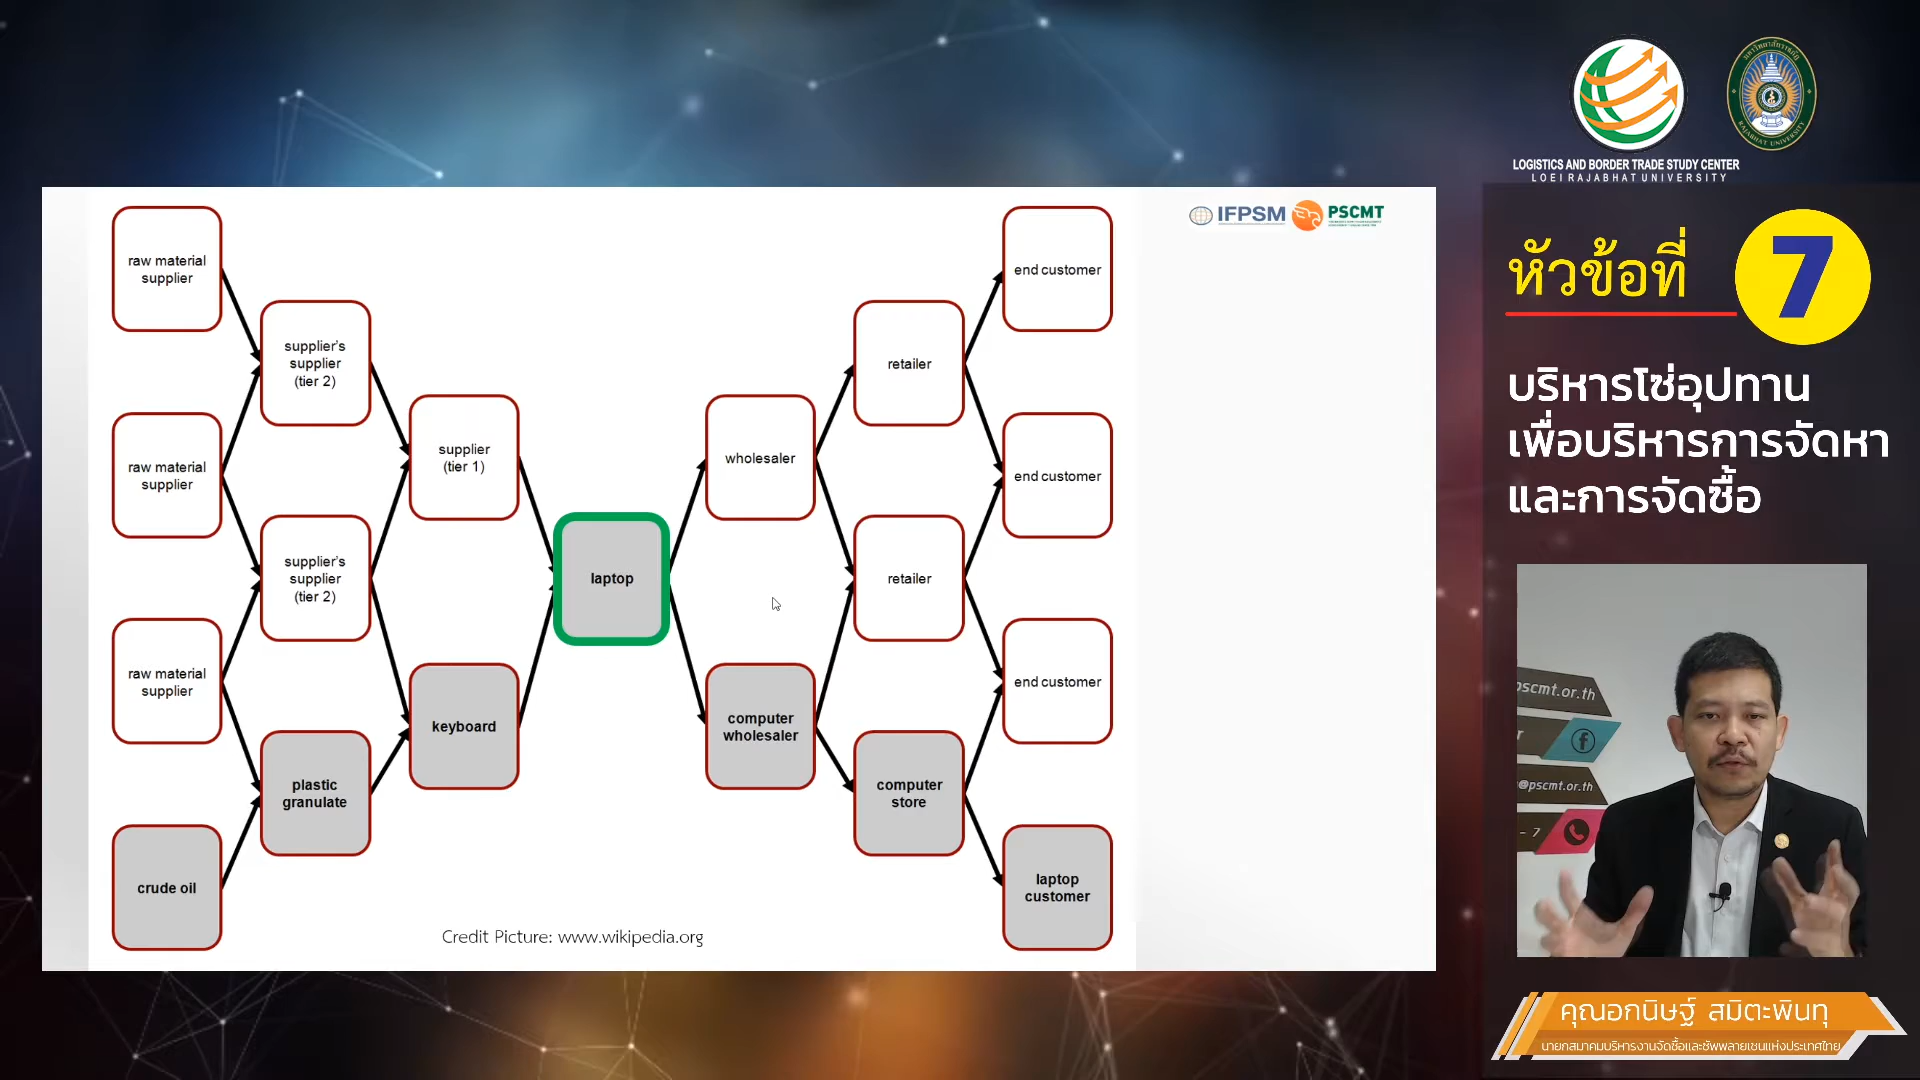 LOGISTICS AND BORDER TRADE STUDY CENTER
LOEI RAJABHAT UNIVERSITY
IFPSM
PSCMT
หัวข้อที่ 7
บริหารโซ่อุปทาน
เพื่อบริหารการจัดหา
และการจัดซื้อ
raw material
supplier
raw material
supplier
raw material
supplier
crude oil
supplier's
supplier
(tier 2)
supplier's
supplier
(tier 2)
plastic
granulate
supplier
(tier 1)
keyboard
laptop
wholesaler
computer
wholesaler
retailer
retailer
computer
store
end customer
end customer
end customer
laptop
customer
Credit Picture: www.wikipedia.org
pscmt.or.th
@pscmt.or.th
- 7
คุณอกนิษฐ์ สมิตะพินทุ
นายกสมาคมบริหารงานจัดซื้อและซัพพลายเชนแห่งประเทศไทย